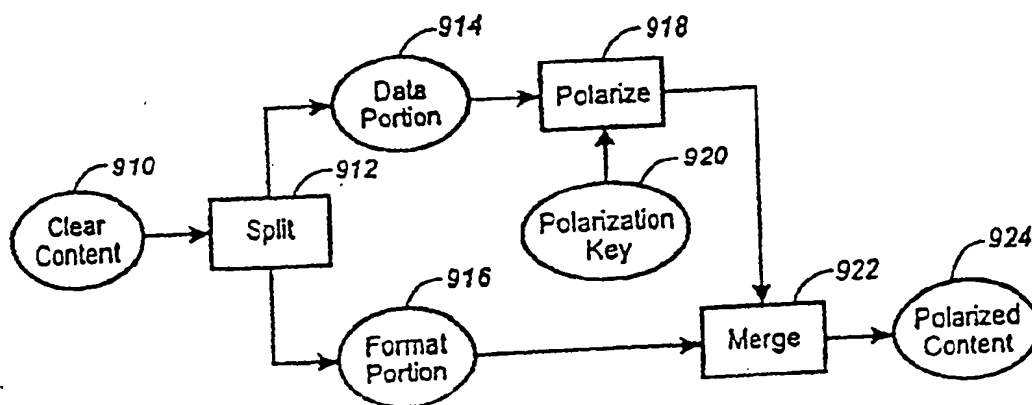 914
918
Data
Portion
Polarize
910
912
920
Clear
Content
Split
Polarization
Key
924
916
922
Format
Portion
Merge
Polarized
Content